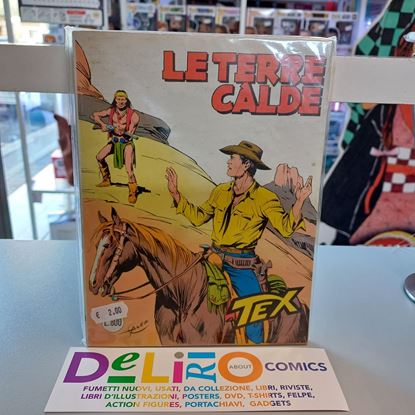 LE TERRE
CALDE
TEX
€ 2,00
DELIRIO ABOUT COMICS
FUMETTI NUOVI, USATI, DA COLLEZIONE, LIBRI, RIVISTE,
LIBRI D'ILLUSTRAZIONI, POSTERS, DVD, T-SHIRTS, FELPE,
ACTION FIGURES, PORTACHIAVI, GADGETS